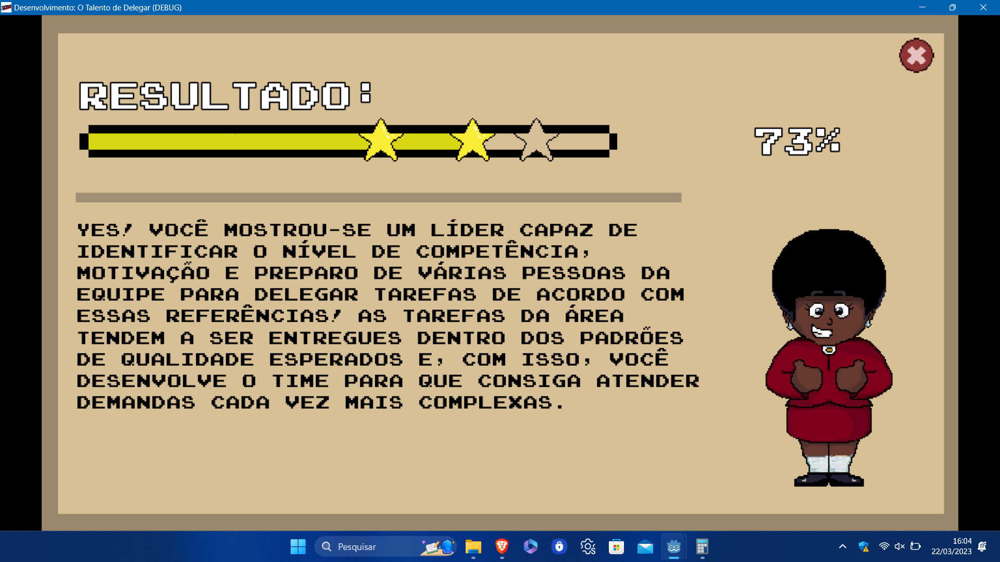 Desenvolvimento: O Talento de Delegar (DEBUG)
RESULTADO:
73%
YES! VOCÊ MOSTROU-SE UM LÍDER CAPAZ DE
IDENTIFICAR O NÍVEL DE COMPETÊNCIA,
MOTIVAÇÃO E PREPARO DE VÁRIAS PESSOAS DA
EQUIPE PARA DELEGAR TAREFAS DE ACORDO COM
ESSAS REFERÊNCIAS! AS TAREFAS DA ÁREA
TENDEM A SER ENTREGUES DENTRO DOS PADRÕES
DE QUALIDADE ESPERADOS E, COM ISSO, VOCÊ
DESENVOLVE O TIME PARA QUE CONSIGA ATENDER
DEMANDAS CADA VEZ MAIS COMPLEXAS.
Pesquisar
16:04
22/03/2023